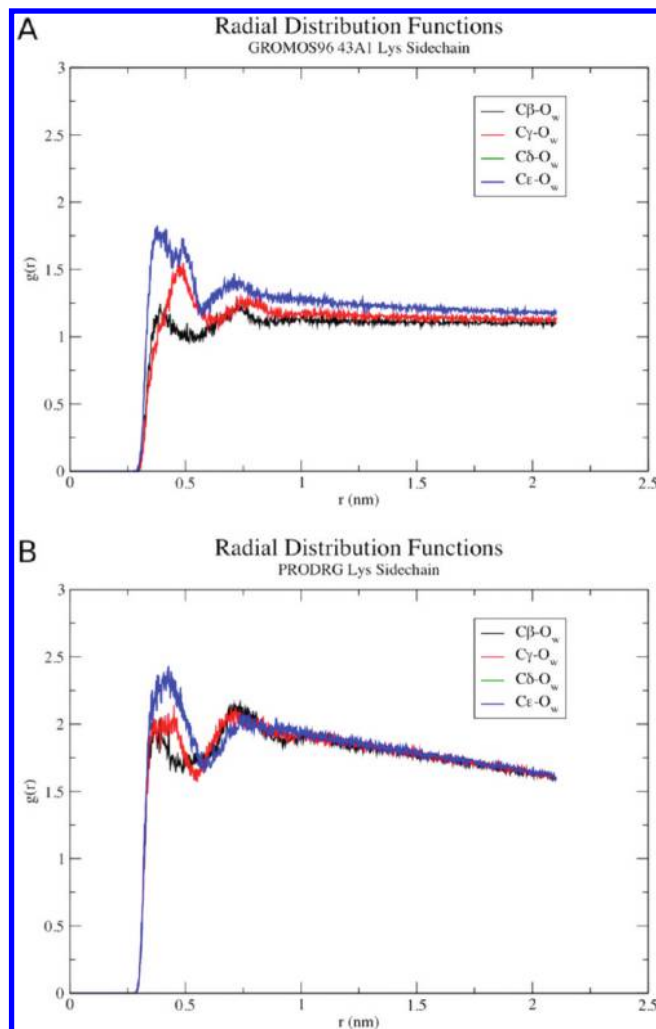 A
Radial Distribution Functions
GROMOS96 43A1 Lys Sidechain
3
2.5
2
1.5
1
0.5
0
g(r)
Cβ-Ow
Cγ-Ow
Cδ-Ow
Cε-Ow
0
0.5
1
1.5
2
2.5
r (nm)
B
Radial Distribution Functions
PRODRG Lys Sidechain
3
2.5
2
1.5
1
0.5
0
g(r)
Cβ-Ow
Cγ-Ow
Cδ-Ow
Cε-Ow
0
0.5
1
1.5
2
2.5
r (nm)